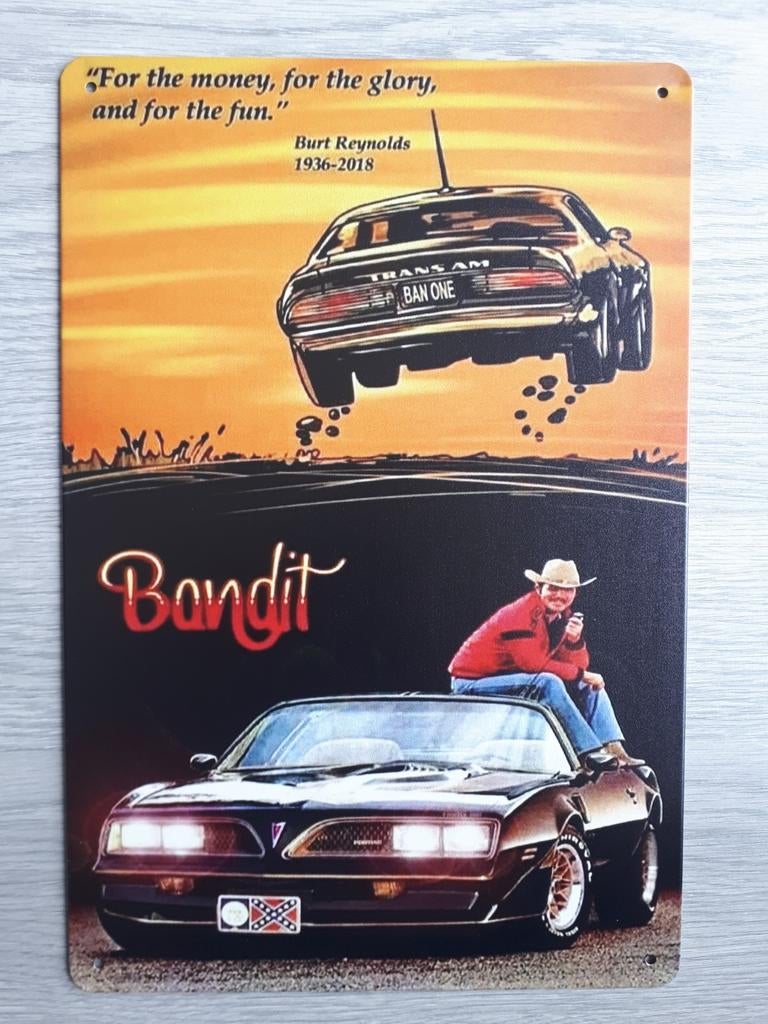 “For the money, for the glory,
and for the fun.”
Burt Reynolds
1936-2018
TRANS AM
BAN ONE
Bandit
PONTIAC